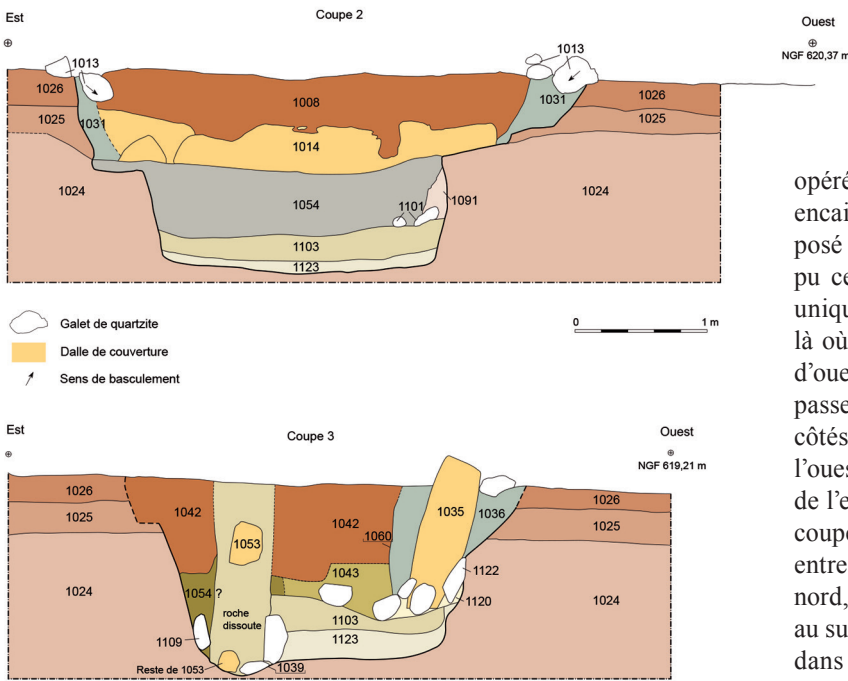 Est Coupe 2 Ouest
NGF 620,37 m
1013 1013
1026 1008 1031 1026
1025 1031 1014 1025
1024 1054 1101 1091 1024
1103
1123
Galet de quartzite
Dalle de couverture
Sens de basculement
0 1 m
Est Coupe 3 Ouest
NGF 619,21 m
1026 1042 1042 1035 1036 1026
1025 1053 1060 1025
1024 1054 ? 1043 1122 1024
roche
dissoute
1120
1109 1103
1123
Reste de 1053 1039
opéré
encai
posé
pu ce
uniqu
là où
d’oue
passe
côtés
l’oues
de l’e
coupe
entre
nord,
au su
dans